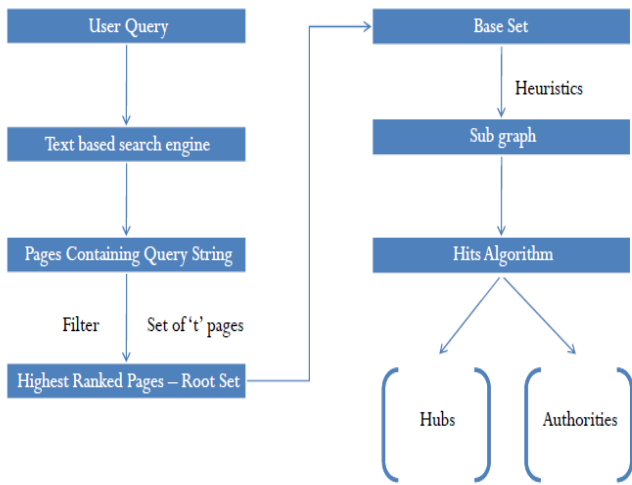 User Query
Text based search engine
Pages Containing Query String
Filter
Set of ‘t’ pages
Highest Ranked Pages – Root Set
Base Set
Heuristics
Sub graph
Hits Algorithm
Hubs
Authorities